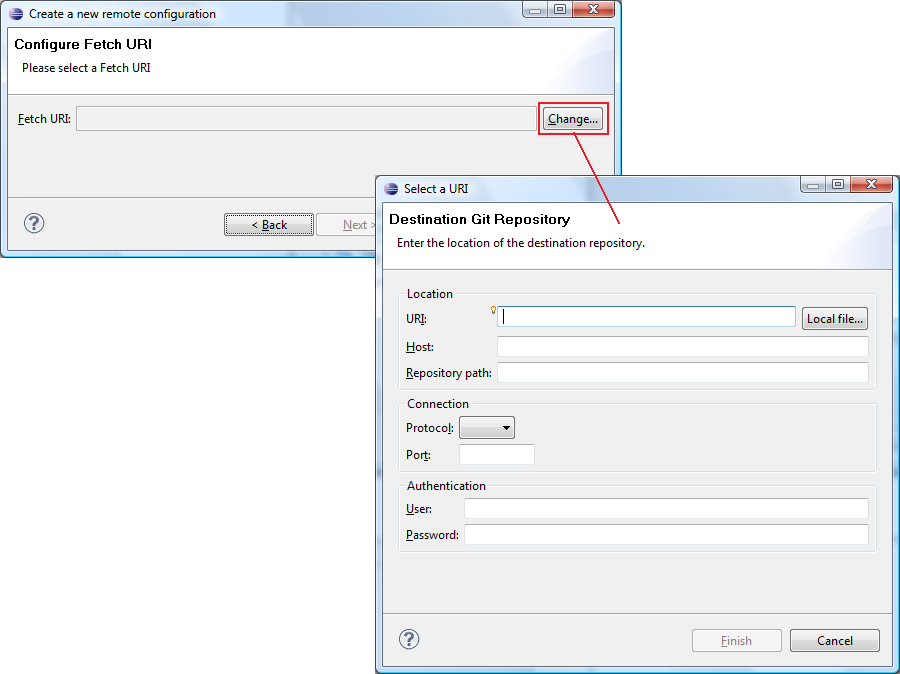 Create a new remote configuration
Configure Fetch URI
Please select a Fetch URI
Fetch URI: Change...
? < Back Next >
Select a URI
Destination Git Repository
Enter the location of the destination repository.
Location
URI: Local file...
Host:
Repository path:
Connection
Protocol:
Port:
Authentication
User:
Password:
? Finish Cancel